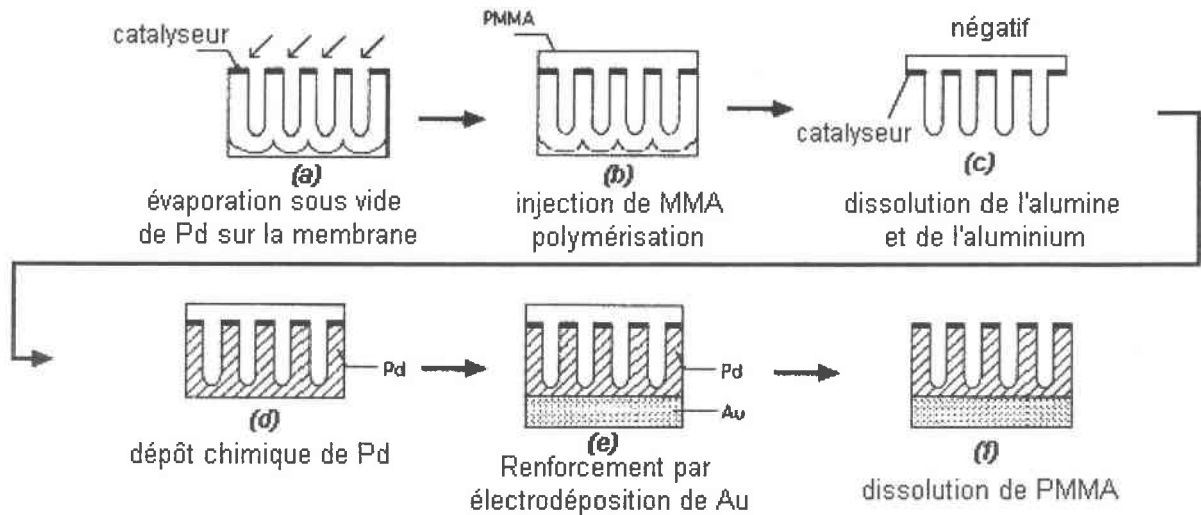 catalyseur
(a)
évaporation sous vide
de Pd sur la membrane
PMMA
(b)
injection de MMA
polymérisation
négatif
catalyseur
(c)
dissolution de l'alumine
et de l'aluminium
Pd
(d)
dépôt chimique de Pd
Pd
Au
(e)
Renforcement par
électrodéposition de Au
(f)
dissolution de PMMA